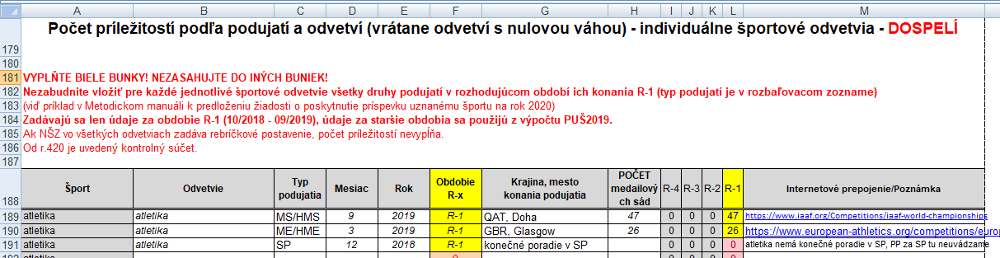 A B C D E F G H I J K L M
179 Počet príležitostí podľa podujatí a odvetví (vrátane odvetví s nulovou váhou) - individuálne športové odvetvia - DOSPELÍ
180
181 VYPLŇTE BIELE BUNKY! NEZASAHUJTE DO INÝCH BUNIEK!
182 Nezabudnite vložiť pre každé jednotlivé športové odvetvie všetky druhy podujatí v rozhodujúcom období ich konania R-1 (typ podujatí je v rozbaľovacom zozname)
183 (viď príklad v Metodickom manuáli k predloženiu žiadosti o poskytnutie príspevku uznanému športu na rok 2020)
184 Zadávajú sa len údaje za obdobie R-1 (10/2018 - 09/2019), údaje za staršie obdobia sa použijú z výpočtu PUŠ2019.
185 Ak NŠZ vo všetkých odvetviach zadáva rebríčkové postavenie, počet príležitostí nevypĺňa.
186 Od r.420 je uvedený kontrolný súčet.
187
188 Šport Odvetvie Typ podujatia Mesiac Rok Obdobie R-x Krajina, mesto konania podujatia POČET medailový ch sád R-4 R-3 R-2 R-1 Internetové prepojenie/Poznámka
189 atletika atletika MS/HMS 9 2019 R-1 QAT, Doha 47 0 0 0 47 https://www.iaaf.org/Competitions/iaaf-world-championships
190 atletika atletika ME/HME 3 2019 R-1 GBR, Glasgow 26 0 0 0 26 https://www.european-athletics.org/competitions/euro
191 atletika atletika SP 12 2018 R-1 konečné poradie v SP 0 0 0 0 atletika nemá konečné poradie v SP, PP za SP tu neuvádzame